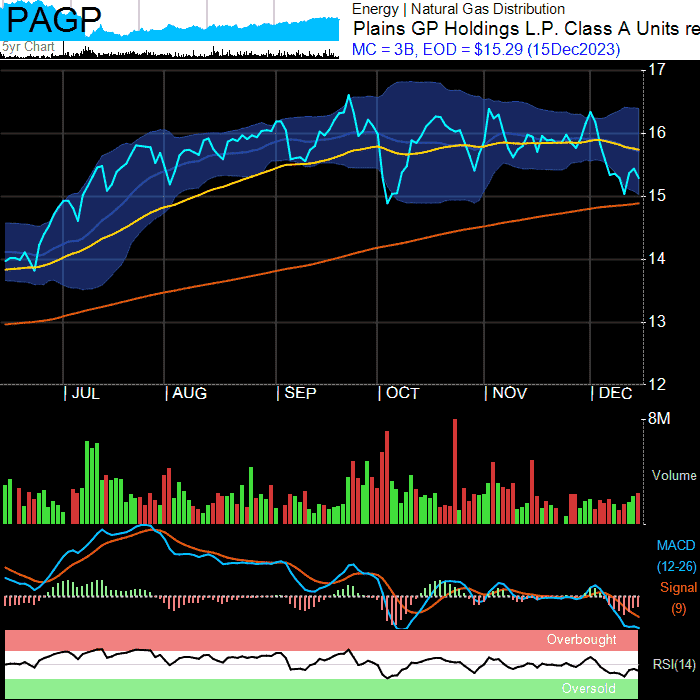 PAGP
5yr Chart
Energy | Natural Gas Distribution
Plains GP Holdings L.P. Class A Units re
MC = 3B, EOD = $15.29 (15Dec2023)
17
16
15
14
13
12
| JUL | AUG | SEP | OCT | NOV | DEC
8M
Volume
MACD
(12-26)
Signal
(9)
Overbought
RSI(14)
Oversold